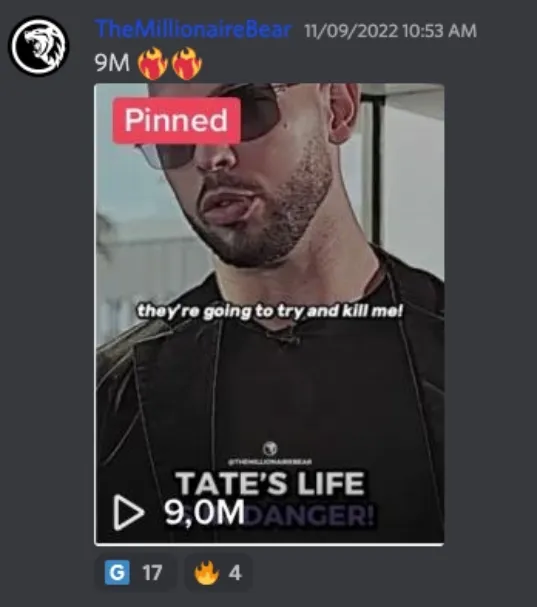 TheMillionaireBear 11/09/2022 10:53 AM
9M
Pinned
they're going to try and kill me!
@THEMILLIONAIREBEAR
TATE'S LIFE
DANGER!
9,0M
G 17
4